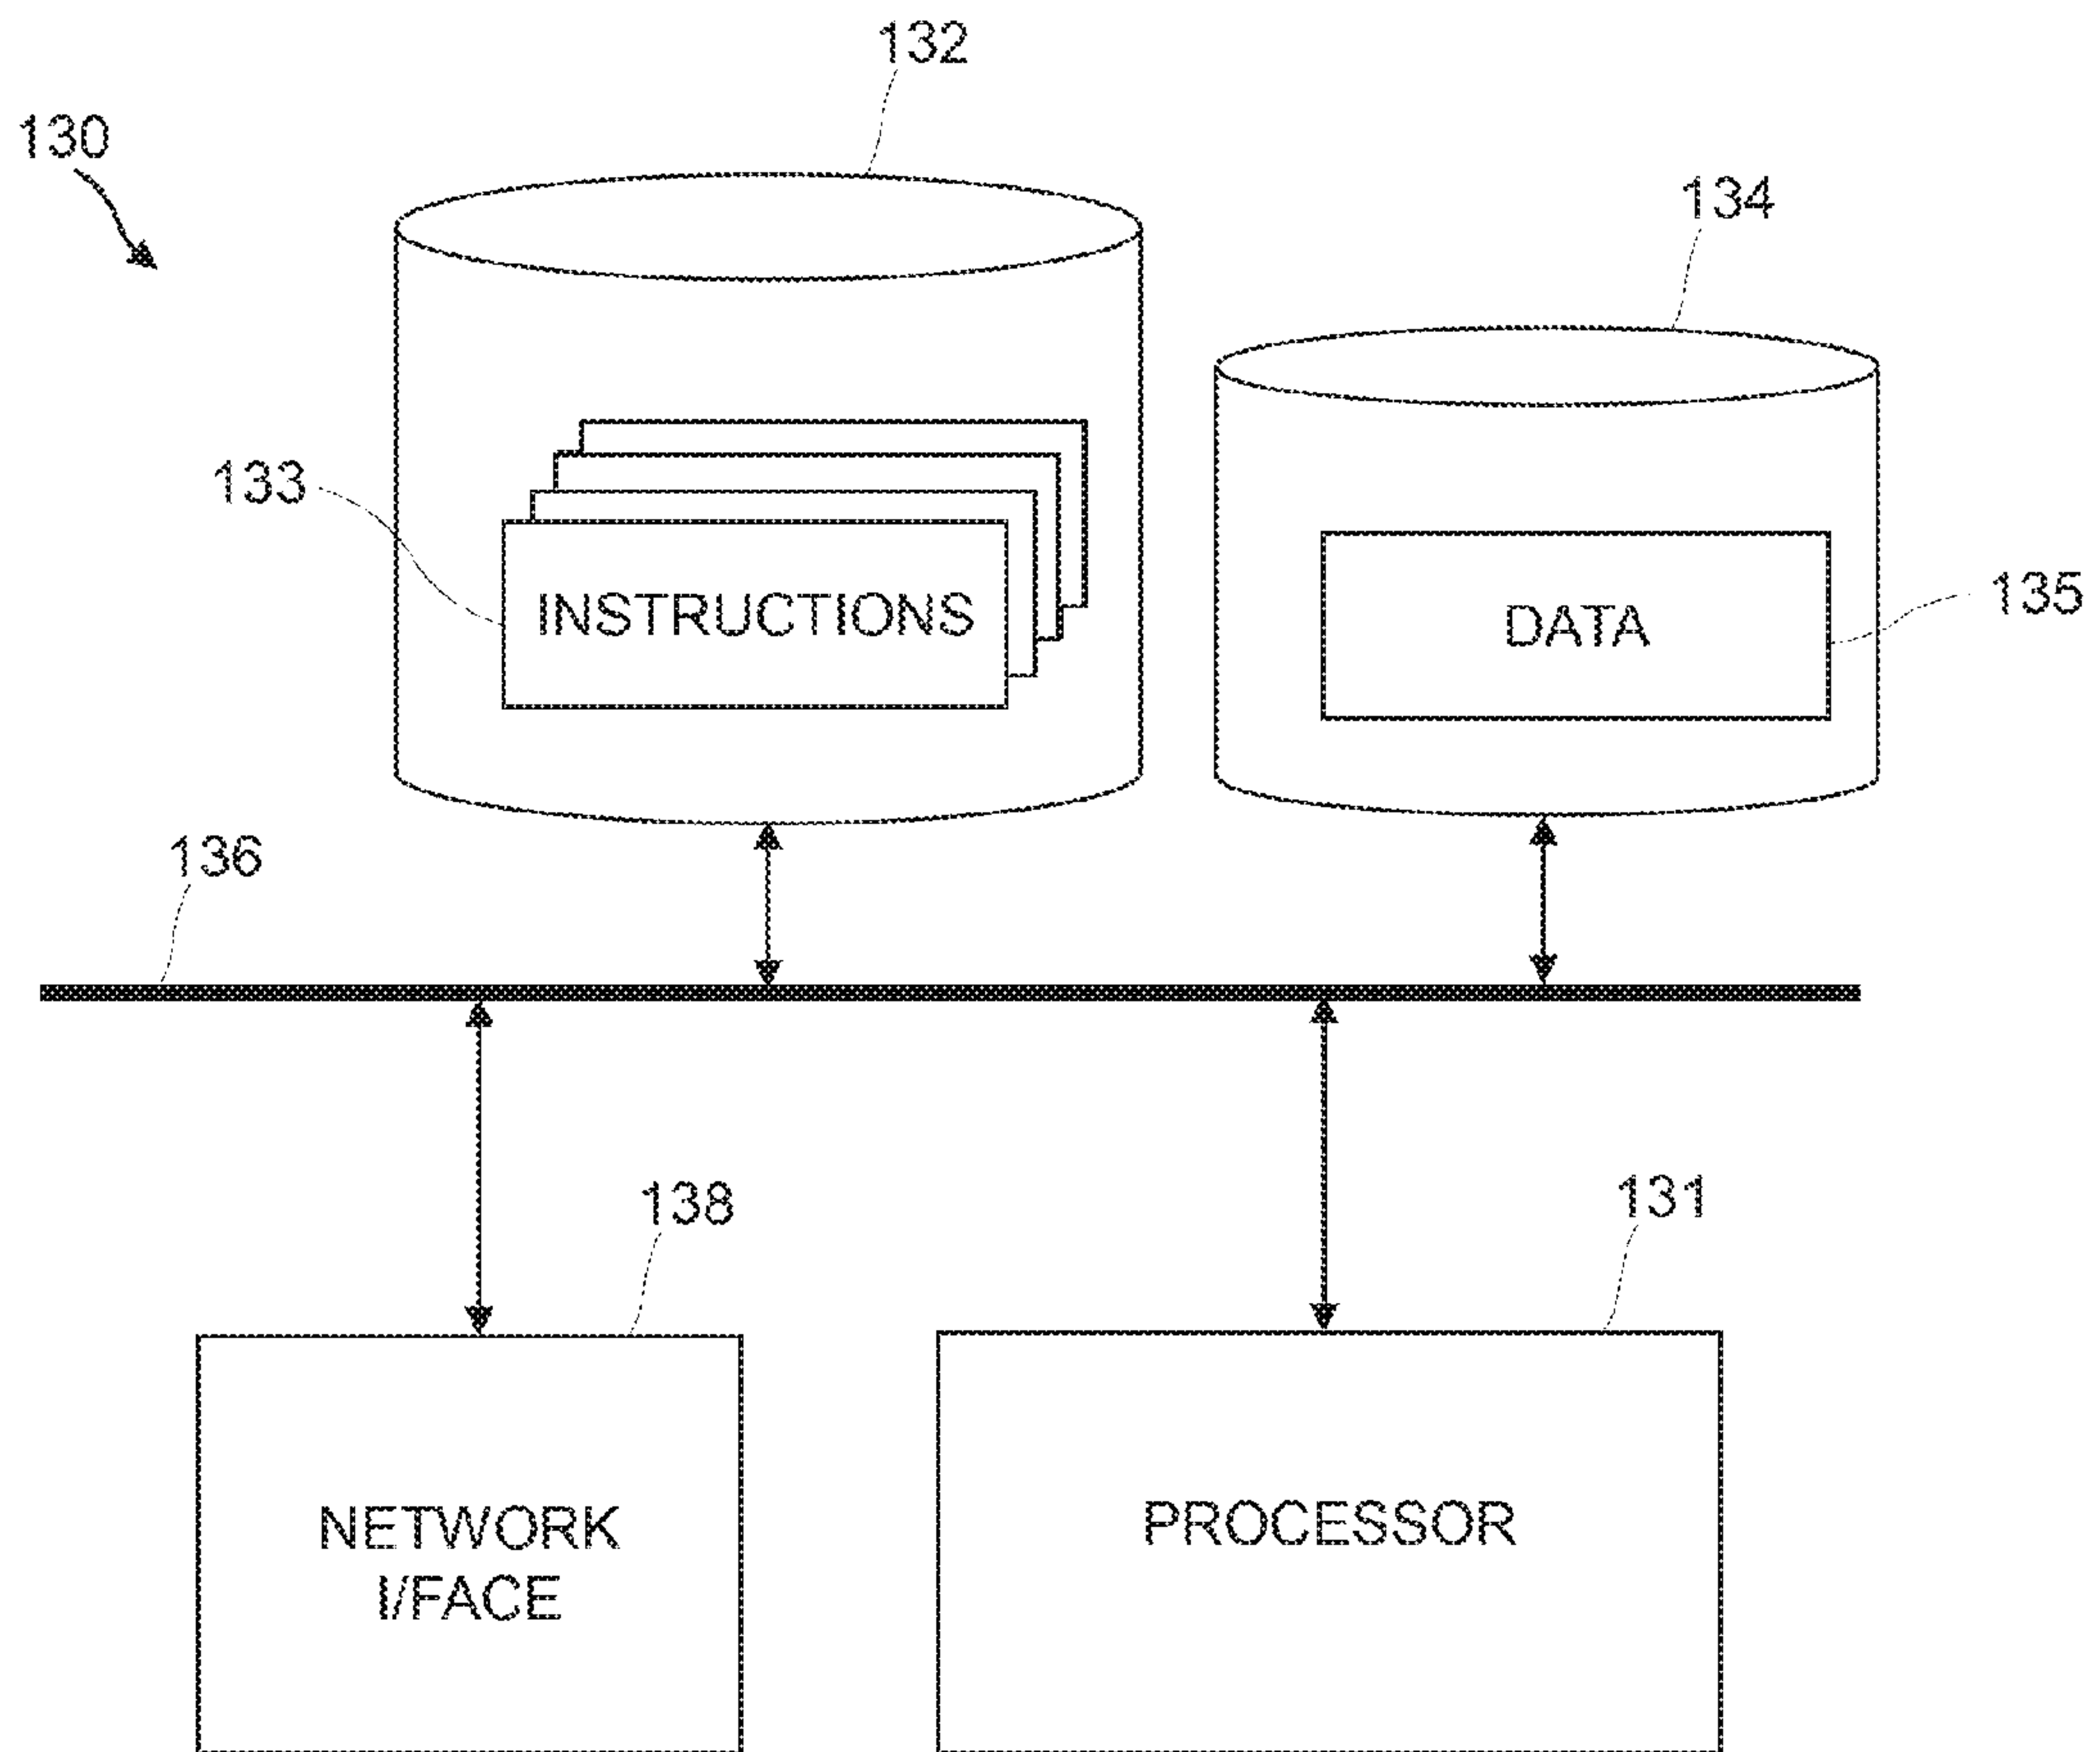 132
130
134
133
INSTRUCTIONS
DATA
135
136
138
131
NETWORK
I/FACE
PROCESSOR